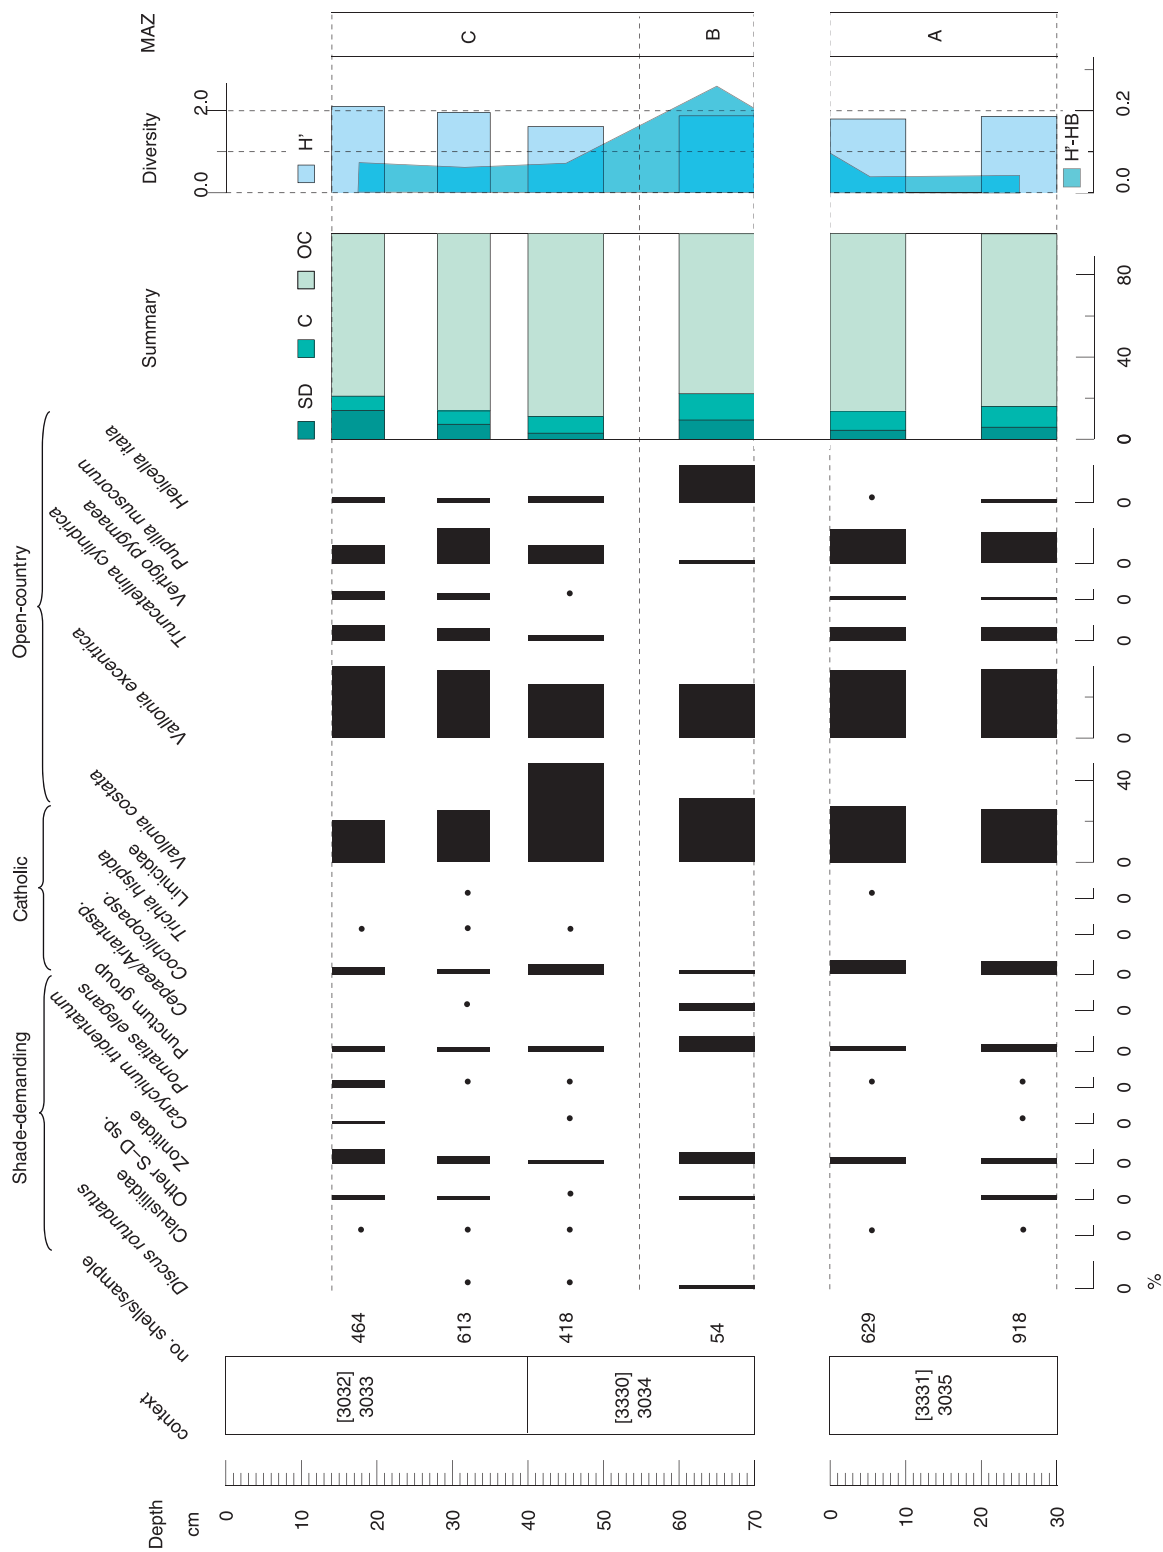 Shade-demanding
Catholic
Open-country
Depth
cm
context
no. shells/sample
Discus rotundatus
Clausiliidae
Other S–D sp.
Zonitidae
Carychium tridentatum
Pomatias elegans
Punctum group
Cepaea/Ariantasp.
Cochlicopasp.
Trichia hispida
Limicidae
Vallonia costata
Vallonia excentrica
Truncatellina cylindrica
Vertigo pygmaea
Pupilla muscorum
Helicella itala
Summary
Diversity
MAZ
SD
C
OC
H'
0.0
2.0
0
10
20
30
40
50
60
70
[3032]
3033
[3330]
3034
464
613
418
54
C
B
0
10
20
30
[3331]
3035
629
918
A
H'-HB
0
0
0
0
0
0
0
0
0
0
0
0
40
0
0
0
0
0
0
40
80
0.0
0.2
%